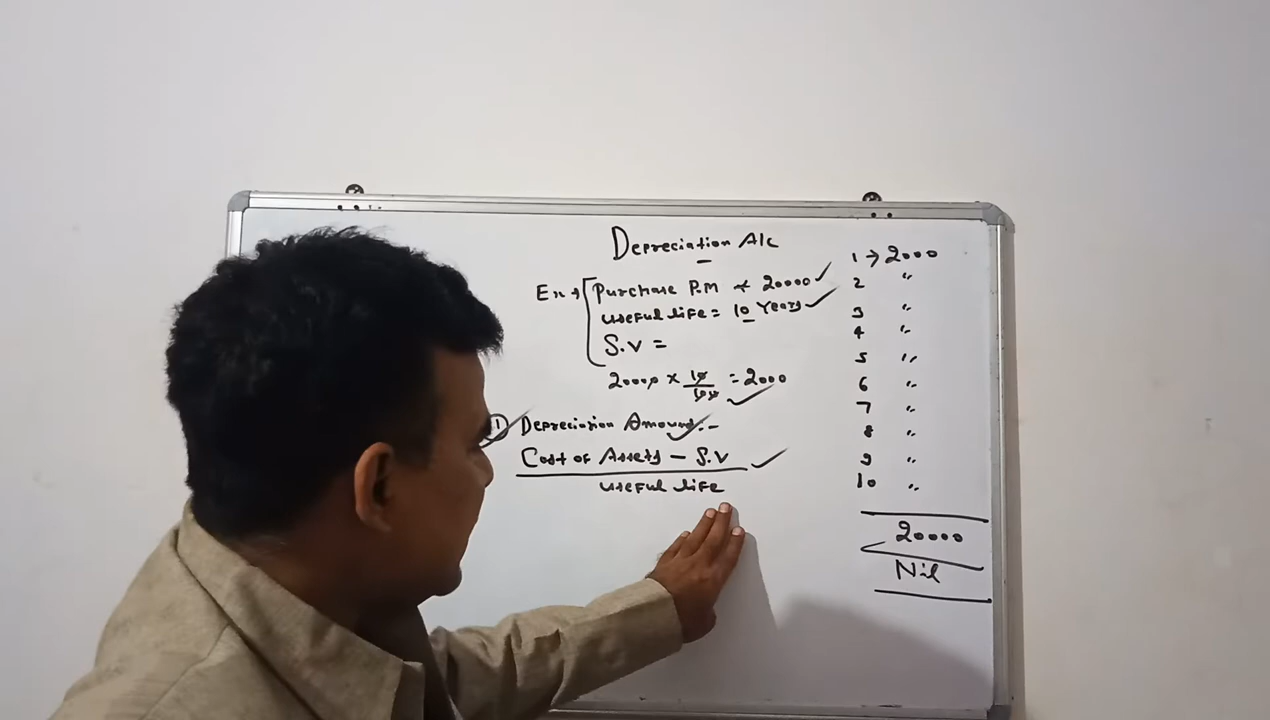 Depreciation A/c
Ex → Purchase P.M → 20000 ✓
useful life = 10 Years ✓
S.V =
20000 × 10/100 = 2000
① Depreciation Amount :-
Cost of Assets - S.V
useful life
1 → 2000
2 "
3 "
4 "
5 "
6 "
7 "
8 "
9 "
10 "
20000
Nil